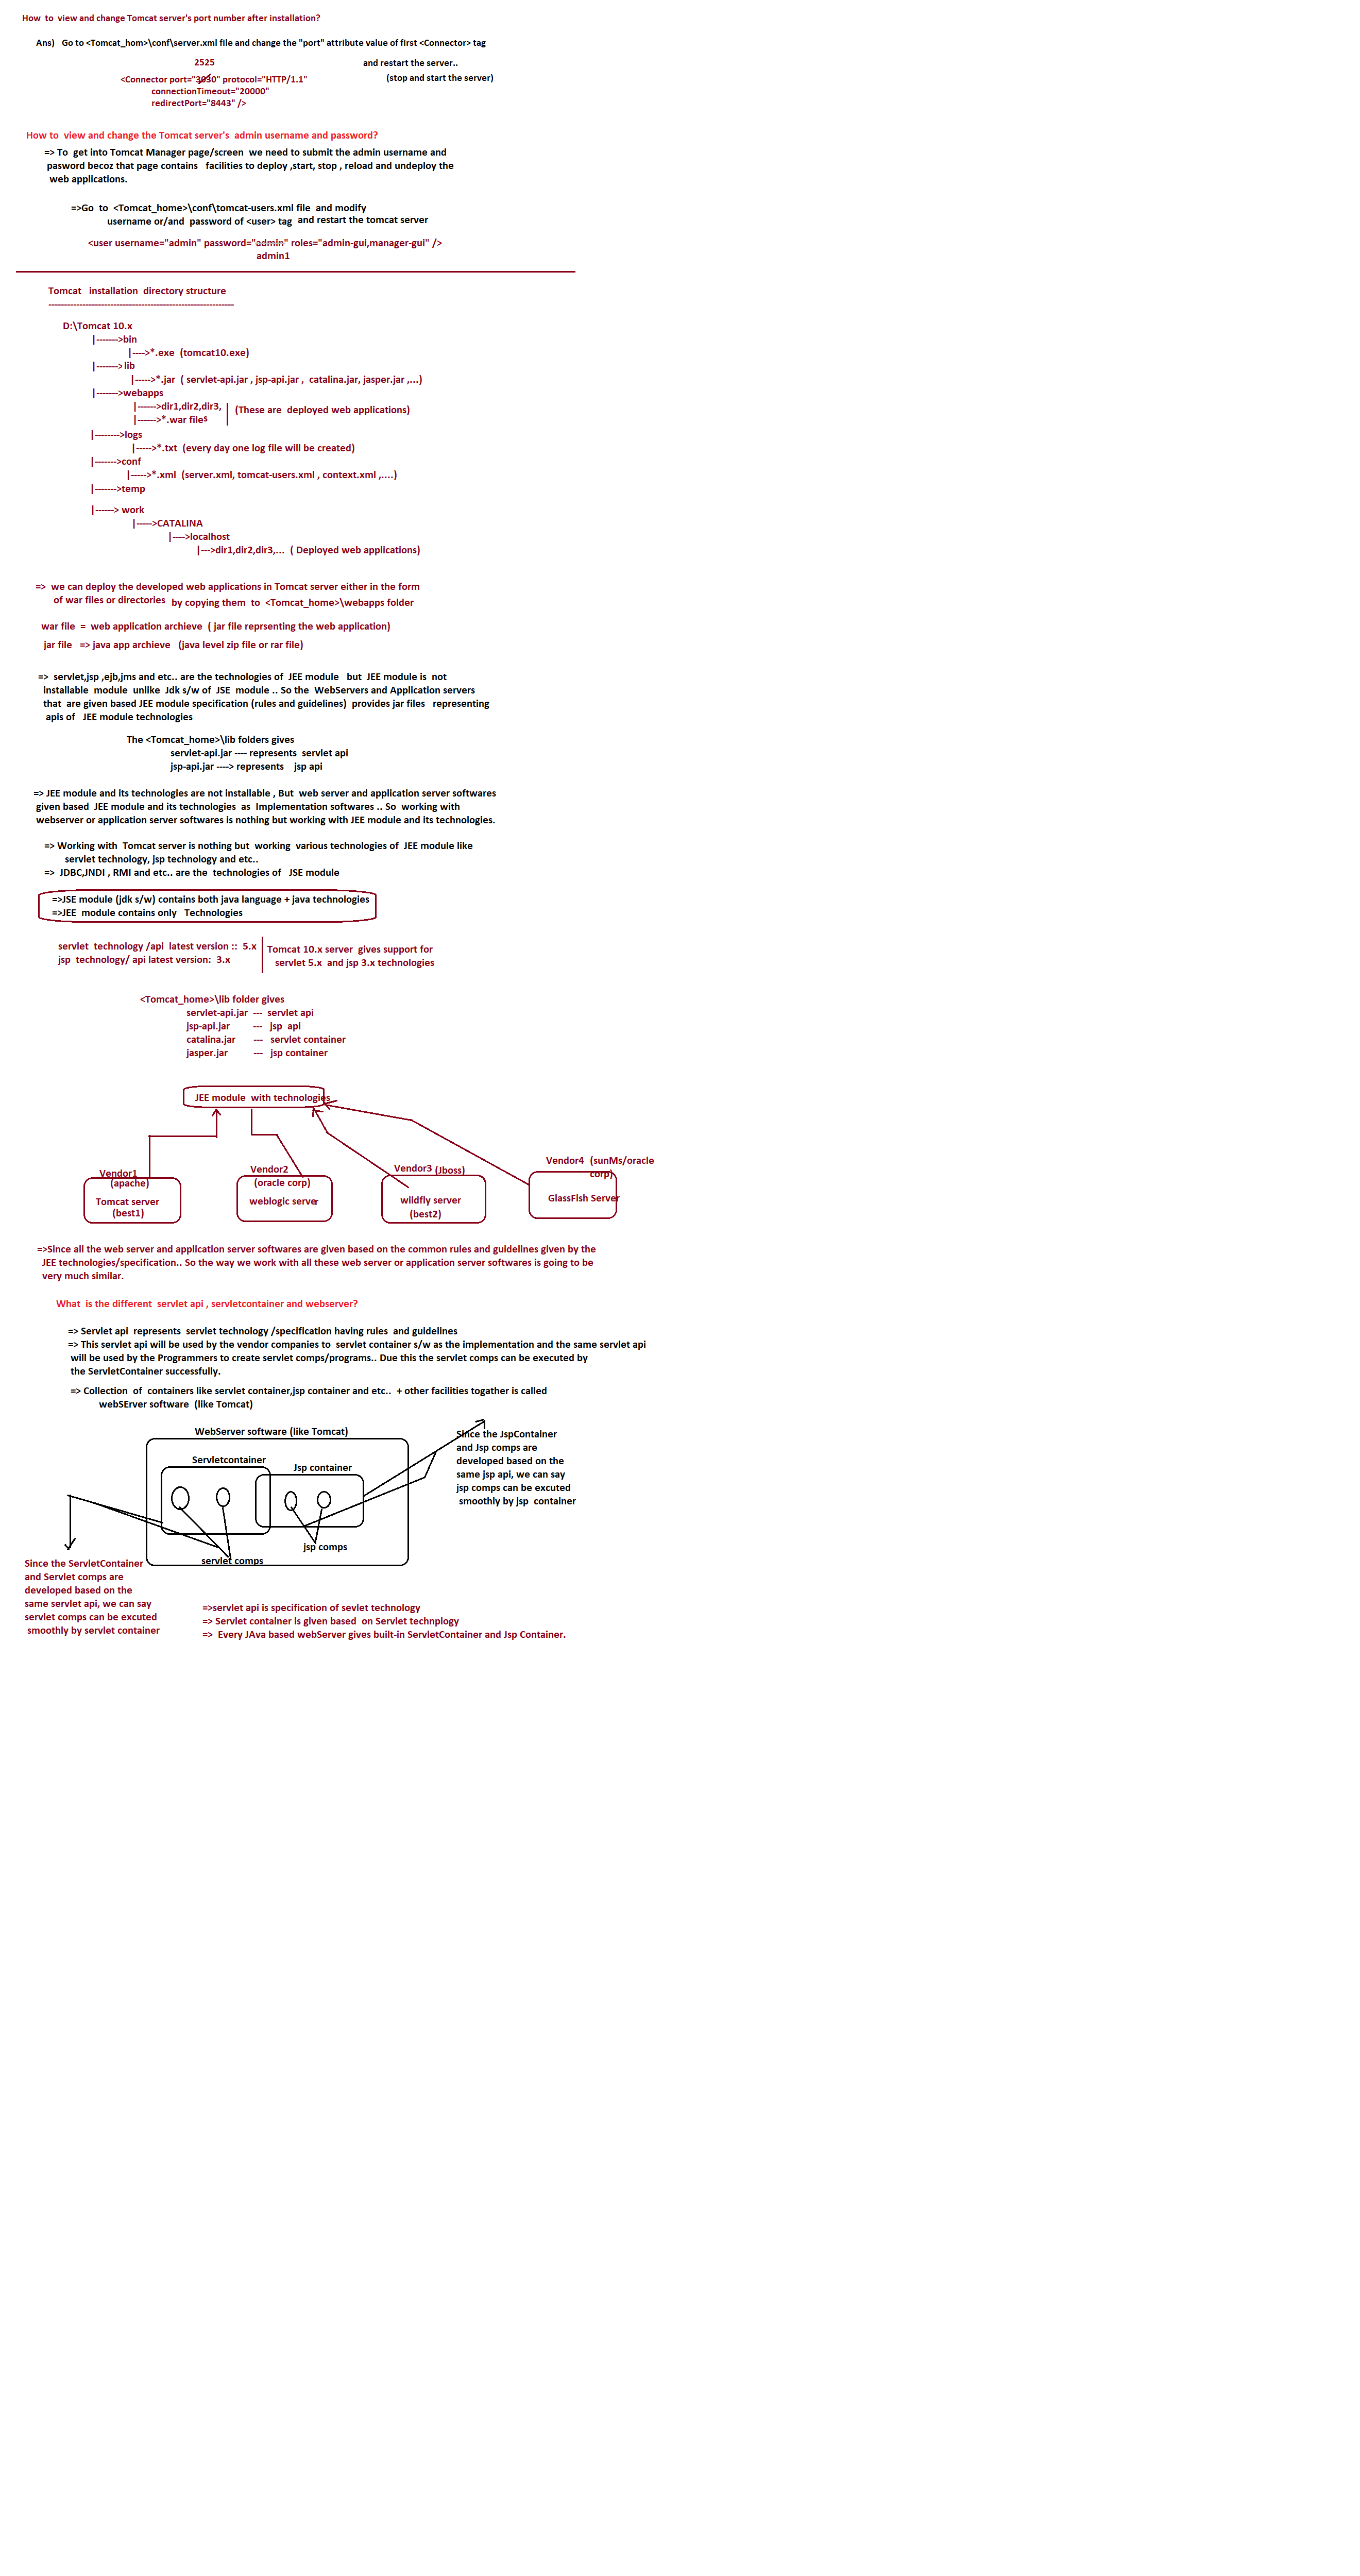 How to view and change Tomcat server's port number after installation?
Ans) Go to <Tomcat_hom>\conf\server.xml file and change the "port" attribute value of first <Connector> tag
2525
and restart the server..
<Connector port="3030" protocol="HTTP/1.1"
(stop and start the server)
connectionTimeout="20000"
redirectPort="8443" />
How to view and change the Tomcat server's admin username and password?
=> To get into Tomcat Manager page/screen we need to submit the admin username and
pasword becoz that page contains facilities to deploy ,start, stop , reload and undeploy the
web applications.
=>Go to <Tomcat_home>\conf\tomcat-users.xml file and modify
username or/and password of <user> tag and restart the tomcat server
<user username="admin" password="admin" roles="admin-gui,manager-gui" />
admin1
Tomcat installation directory structure
------------------------------------------------------------
D:\Tomcat 10.x
|------->bin
|---->*.exe (tomcat10.exe)
|------->lib
|----->*.jar ( servlet-api.jar , jsp-api.jar , catalina.jar, jasper.jar ,...)
|------->webapps
|------>dir1,dir2,dir3,
(These are deployed web applications)
|------>*.war files
|-------->logs
|----->*.txt (every day one log file will be created)
|------->conf
|----->*.xml (server.xml, tomcat-users.xml , context.xml ,....)
|------->temp
|------> work
|----->CATALINA
|---->localhost
|--->dir1,dir2,dir3,... ( Deployed web applications)
=> we can deploy the developed web applications in Tomcat server either in the form
of war files or directories by copying them to <Tomcat_home>\webapps folder
war file = web application archieve ( jar file reprsenting the web application)
jar file => java app archieve (java level zip file or rar file)
=> servlet,jsp ,ejb,jms and etc.. are the technologies of JEE module but JEE module is not
installable module unlike Jdk s/w of JSE module .. So the WebServers and Application servers
that are given based JEE module specification (rules and guidelines) provides jar files representing
apis of JEE module technologies
The <Tomcat_home>\lib folders gives
servlet-api.jar ---- represents servlet api
jsp-api.jar ----> represents jsp api
=> JEE module and its technologies are not installable , But web server and application server softwares
given based JEE module and its technologies as Implementation softwares .. So working with
webserver or application server softwares is nothing but working with JEE module and its technologies.
=> Working with Tomcat server is nothing but working various technologies of JEE module like
servlet technology, jsp technology and etc..
=> JDBC,JNDI , RMI and etc.. are the technologies of JSE module
=>JSE module (jdk s/w) contains both java language + java technologies
=>JEE module contains only Technologies
servlet technology /api latest version :: 5.x
jsp technology/ api latest version: 3.x
Tomcat 10.x server gives support for
servlet 5.x and jsp 3.x technologies
<Tomcat_home>\lib folder gives
servlet-api.jar --- servlet api
jsp-api.jar --- jsp api
catalina.jar --- servlet container
jasper.jar --- jsp container
JEE module with technologies
Vendor1
(apache)
Tomcat server
(best1)
Vendor2
(oracle corp)
weblogic server
Vendor3 (Jboss)
wildfly server
(best2)
Vendor4 (sunMs/oracle
corp)
GlassFish Server
=>Since all the web server and application server softwares are given based on the common rules and guidelines given by the
JEE technologies/specification.. So the way we work with all these web server or application server softwares is going to be
very much similar.
What is the different servlet api , servletcontainer and webserver?
=> Servlet api represents servlet technology /specification having rules and guidelines
=> This servlet api will be used by the vendor companies to servlet container s/w as the implementation and the same servlet api
will be used by the Programmers to create servlet comps/programs.. Due this the servlet comps can be executed by
the ServletContainer successfully.
=> Collection of containers like servlet container,jsp container and etc.. + other facilities togather is called
webSErver software (like Tomcat)
WebServer software (like Tomcat)
Servletcontainer
Jsp container
servlet comps
jsp comps
Since the JspContainer
and Jsp comps are
developed based on the
same jsp api, we can say
jsp comps can be excuted
smoothly by jsp container
Since the ServletContainer
and Servlet comps are
developed based on the
same servlet api, we can say
servlet comps can be excuted
smoothly by servlet container
=>servlet api is specification of sevlet technology
=> Servlet container is given based on Servlet technplogy
=> Every JAva based webServer gives built-in ServletContainer and Jsp Container.